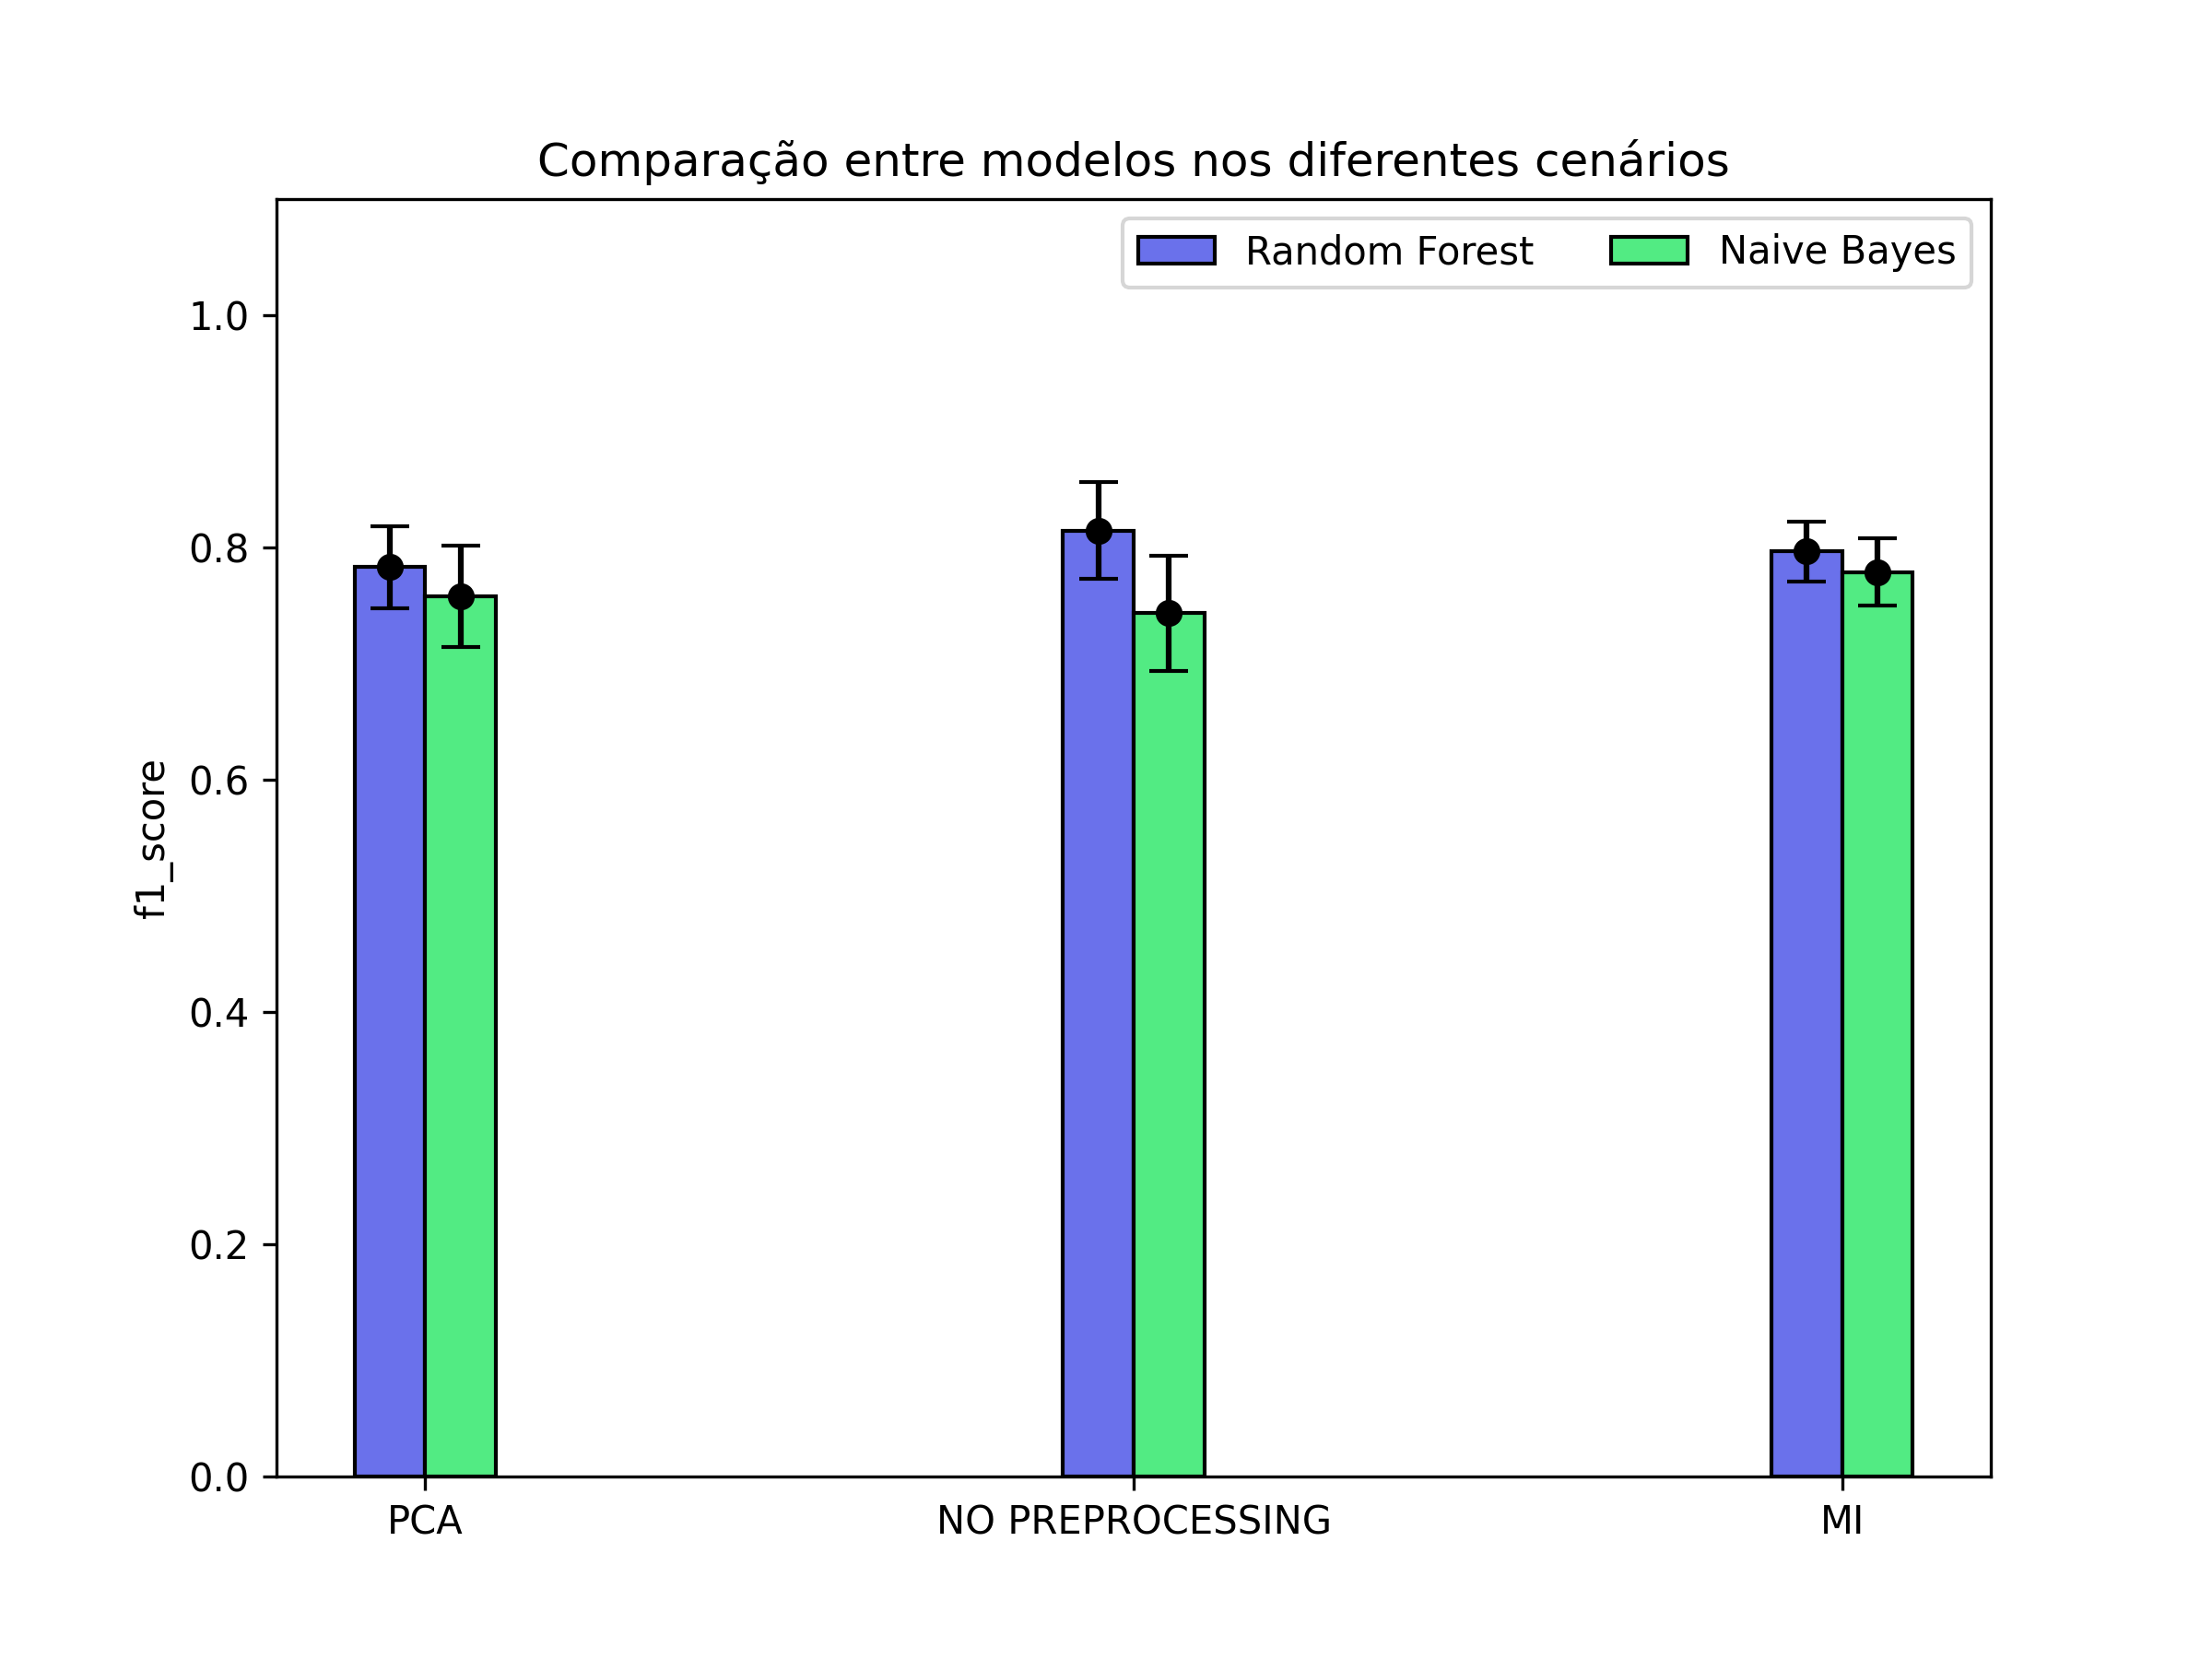 Comparação entre modelos nos diferentes cenários
Random Forest
Naive Bayes
f1_score
1.0
0.8
0.6
0.4
0.2
0.0
PCA
NO PREPROCESSING
MI